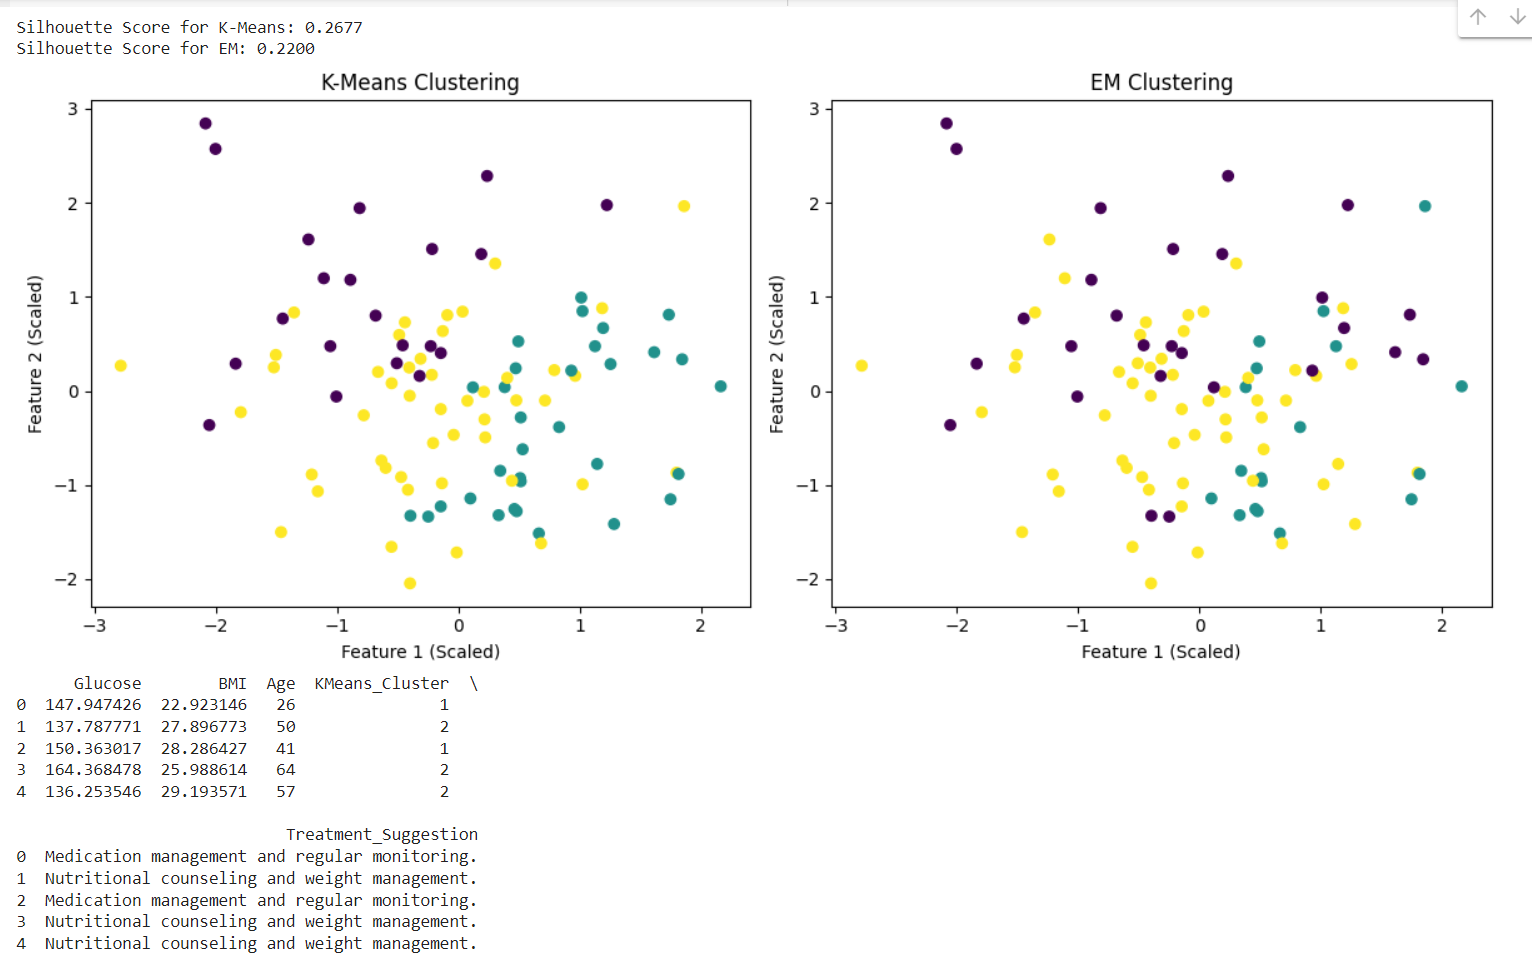 Silhouette Score for K-Means: 0.2677
Silhouette Score for EM: 0.2200
K-Means Clustering
3
2
1
0
−1
−2
Feature 2 (Scaled)
−3 −2 −1 0 1 2
Feature 1 (Scaled)
EM Clustering
3
2
1
0
−1
−2
Feature 2 (Scaled)
−3 −2 −1 0 1 2
Feature 1 (Scaled)
Glucose BMI Age KMeans_Cluster \
0 147.947426 22.923146 26 1
1 137.787771 27.896773 50 2
2 150.363017 28.286427 41 1
3 164.368478 25.988614 64 2
4 136.253546 29.193571 57 2
Treatment_Suggestion
0 Medication management and regular monitoring.
1 Nutritional counseling and weight management.
2 Medication management and regular monitoring.
3 Nutritional counseling and weight management.
4 Nutritional counseling and weight management.